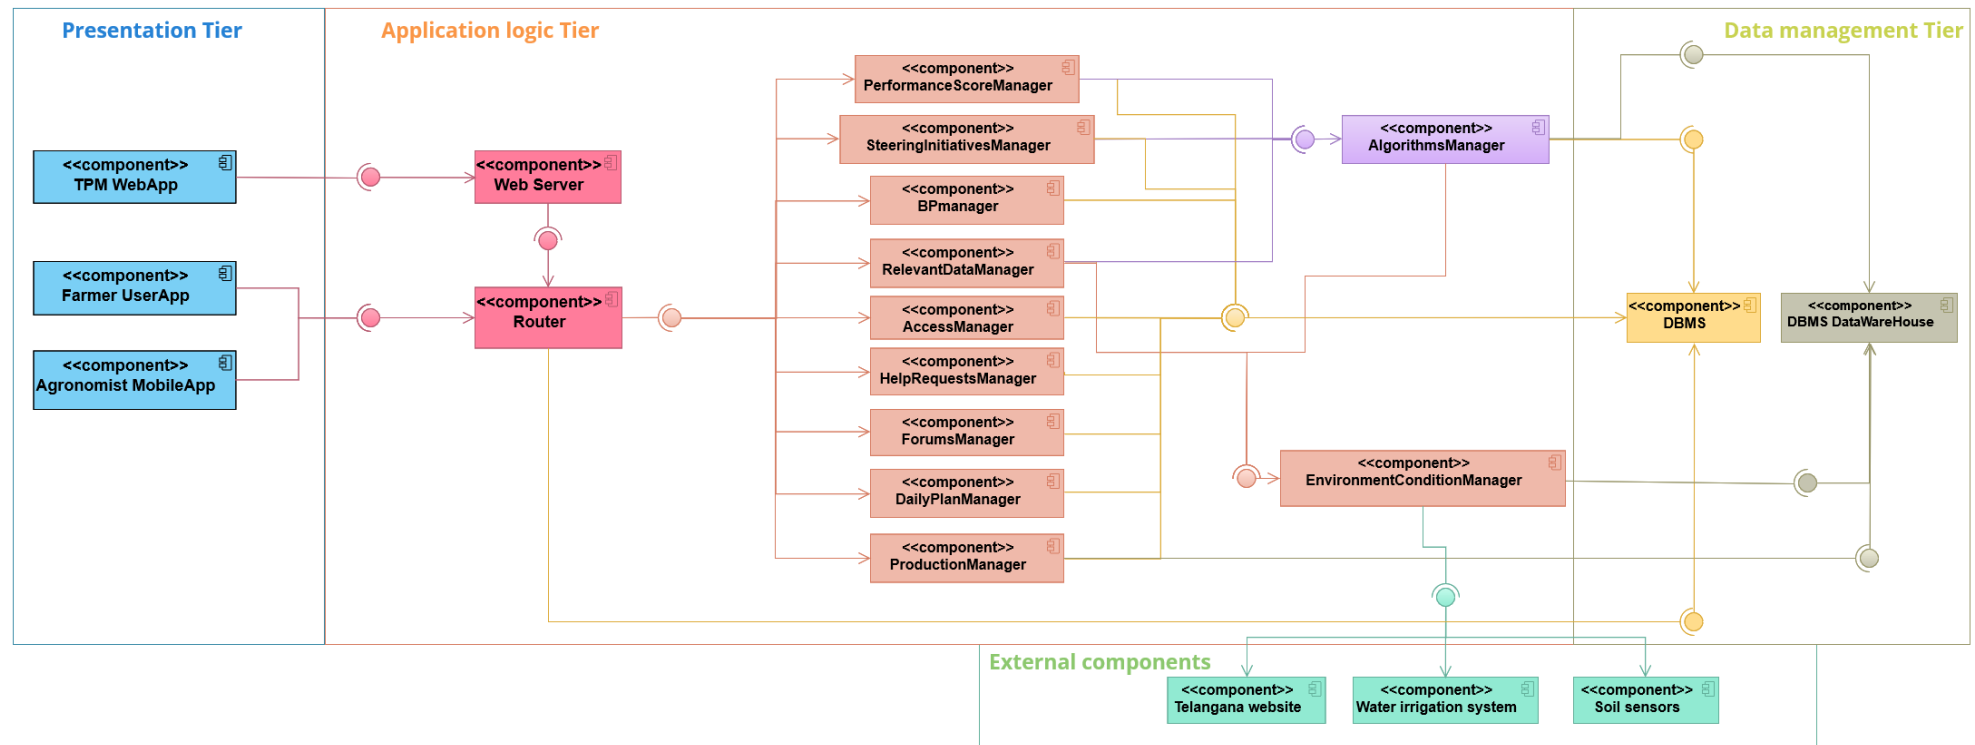 Presentation Tier
Application logic Tier
Data management Tier
<<component>>
TPM WebApp
<<component>>
Farmer UserApp
<<component>>
Agronomist MobileApp
<<component>>
Web Server
<<component>>
Router
<<component>>
PerformanceScoreManager
<<component>>
SteeringInitiativesManager
<<component>>
BPmanager
<<component>>
RelevantDataManager
<<component>>
AccessManager
<<component>>
HelpRequestsManager
<<component>>
ForumsManager
<<component>>
DailyPlanManager
<<component>>
ProductionManager
<<component>>
AlgorithmsManager
<<component>>
EnvironmentConditionManager
<<component>>
DBMS
<<component>>
DBMS DataWareHouse
External components
<<component>>
Telangana website
<<component>>
Water irrigation system
<<component>>
Soil sensors